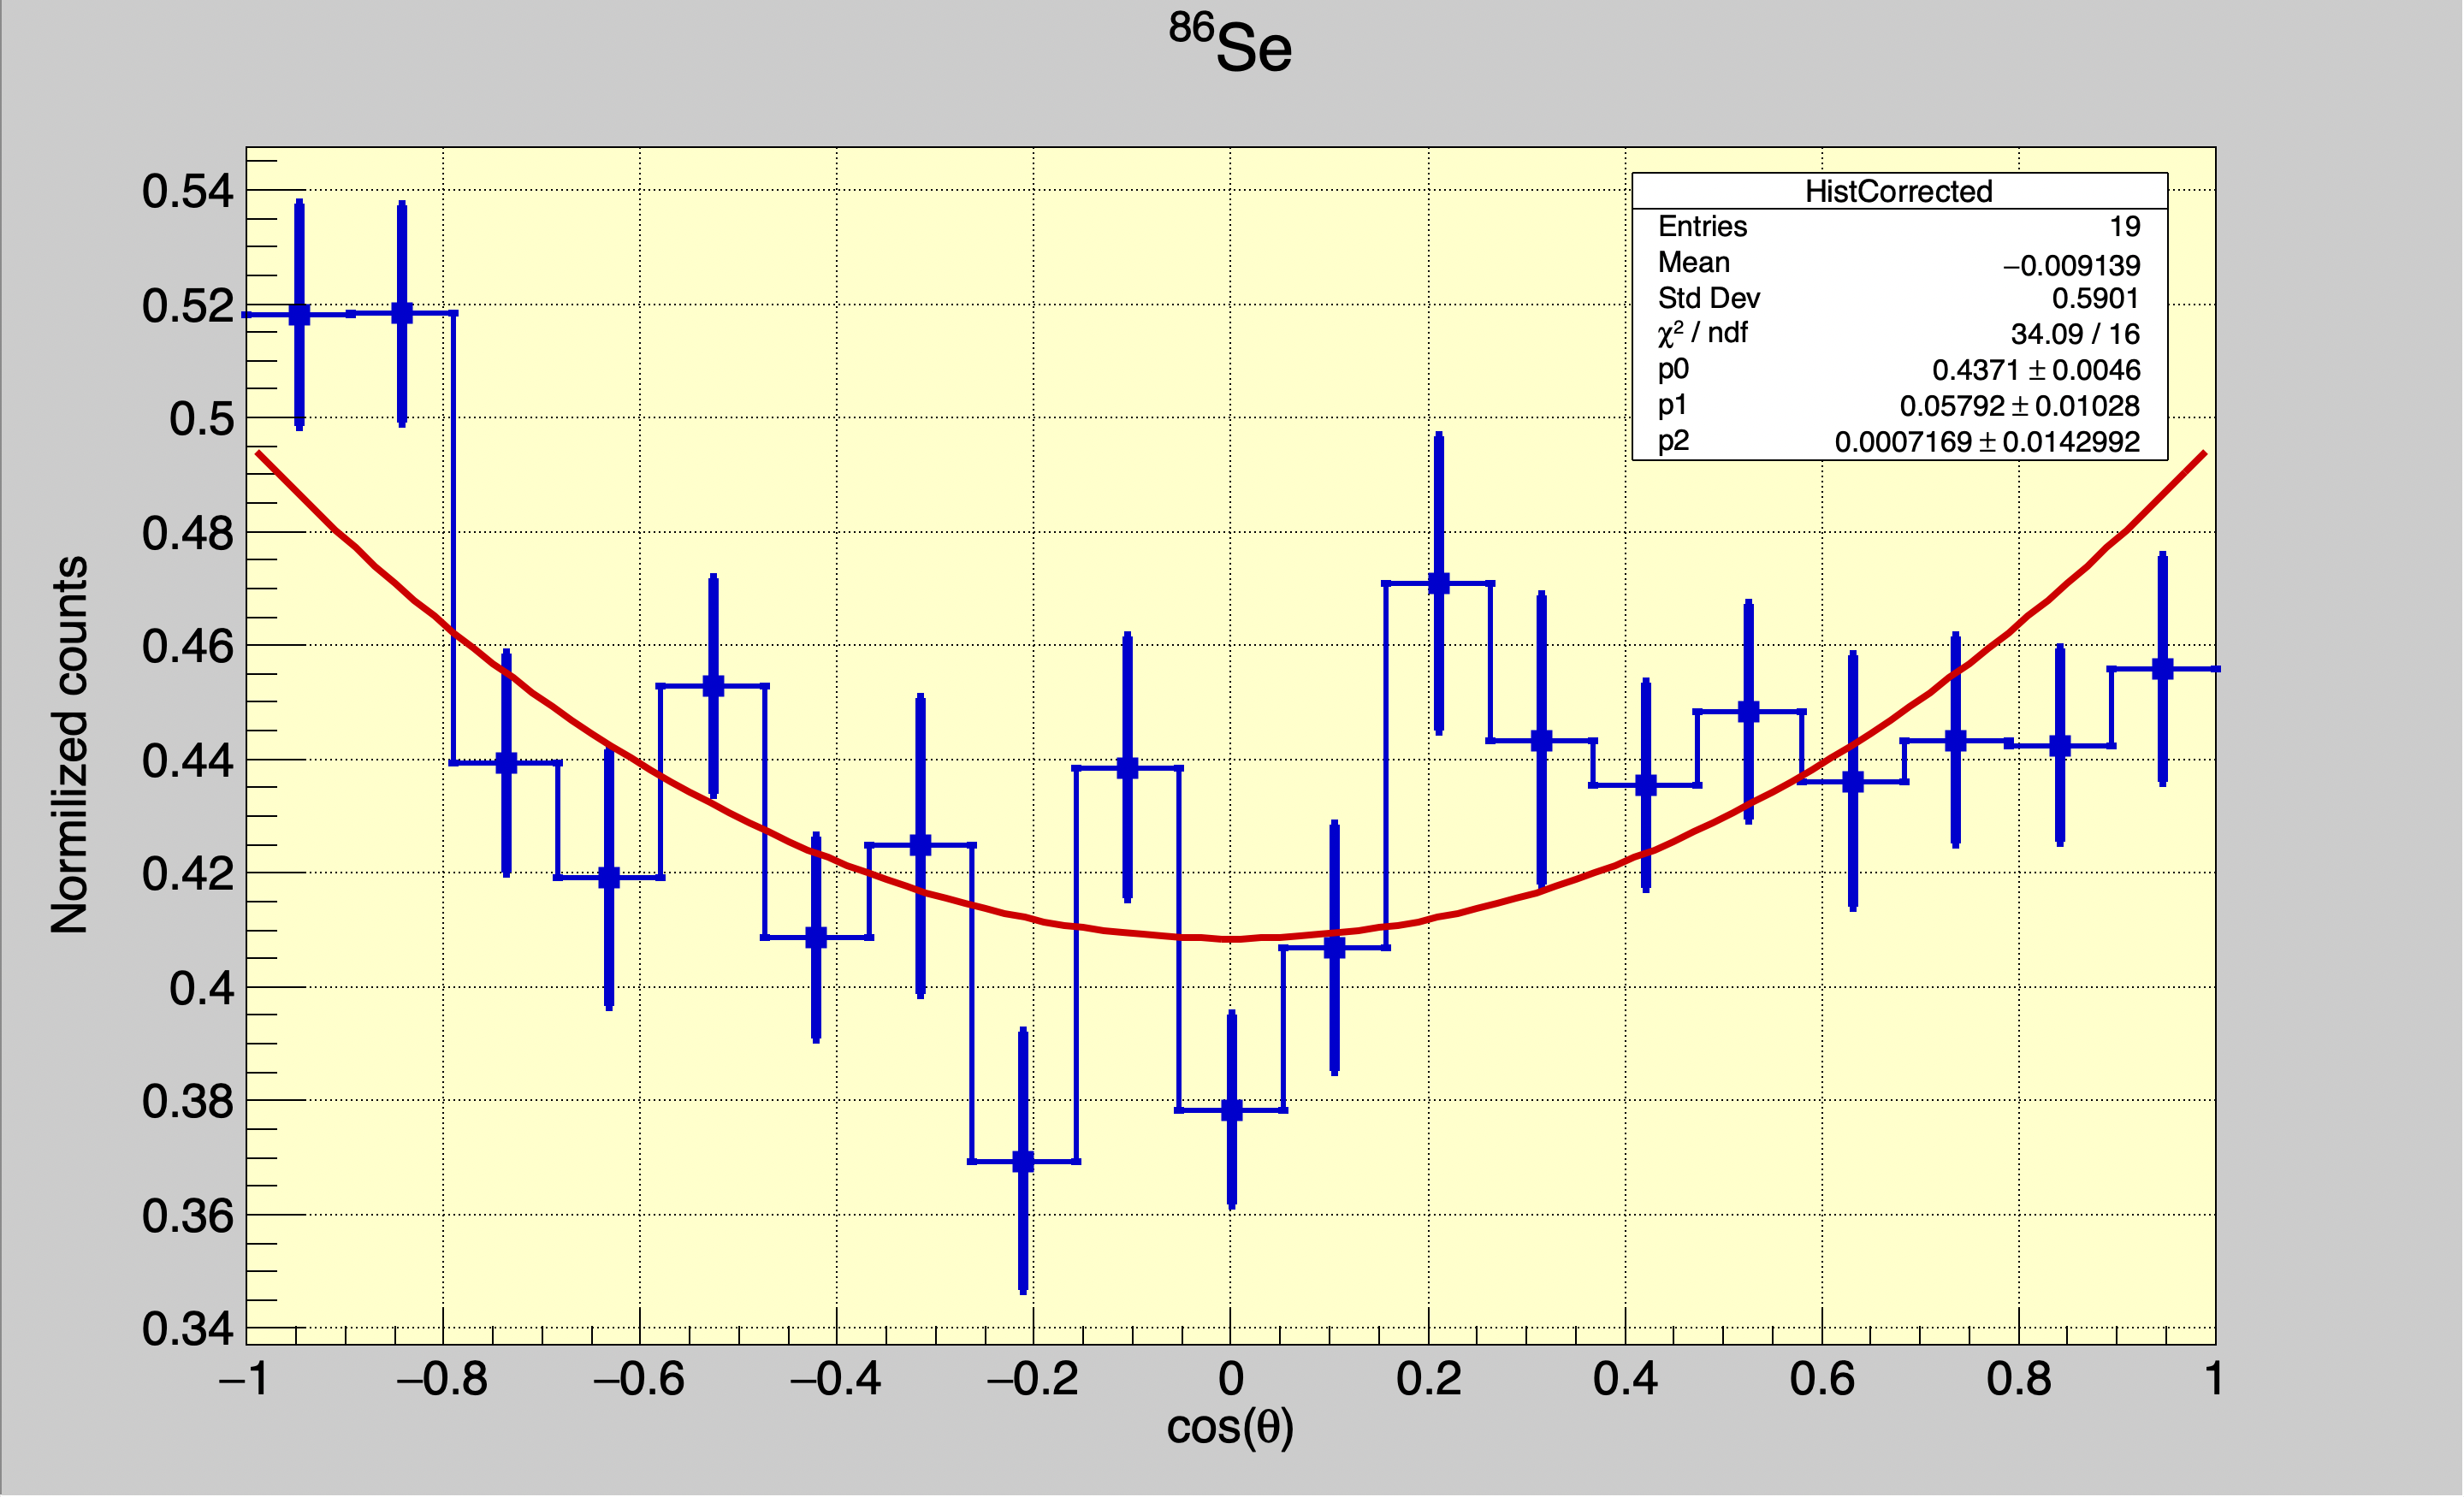 ⁸⁶Se
HistCorrected
Entries 19
Mean −0.009139
Std Dev 0.5901
χ² / ndf 34.09 / 16
p0 0.4371 ± 0.0046
p1 0.05792 ± 0.01028
p2 0.0007169 ± 0.0142992
Normilized counts
0.54
0.52
0.5
0.48
0.46
0.44
0.42
0.4
0.38
0.36
0.34
−1 −0.8 −0.6 −0.4 −0.2 0 0.2 0.4 0.6 0.8 1
cos(θ)